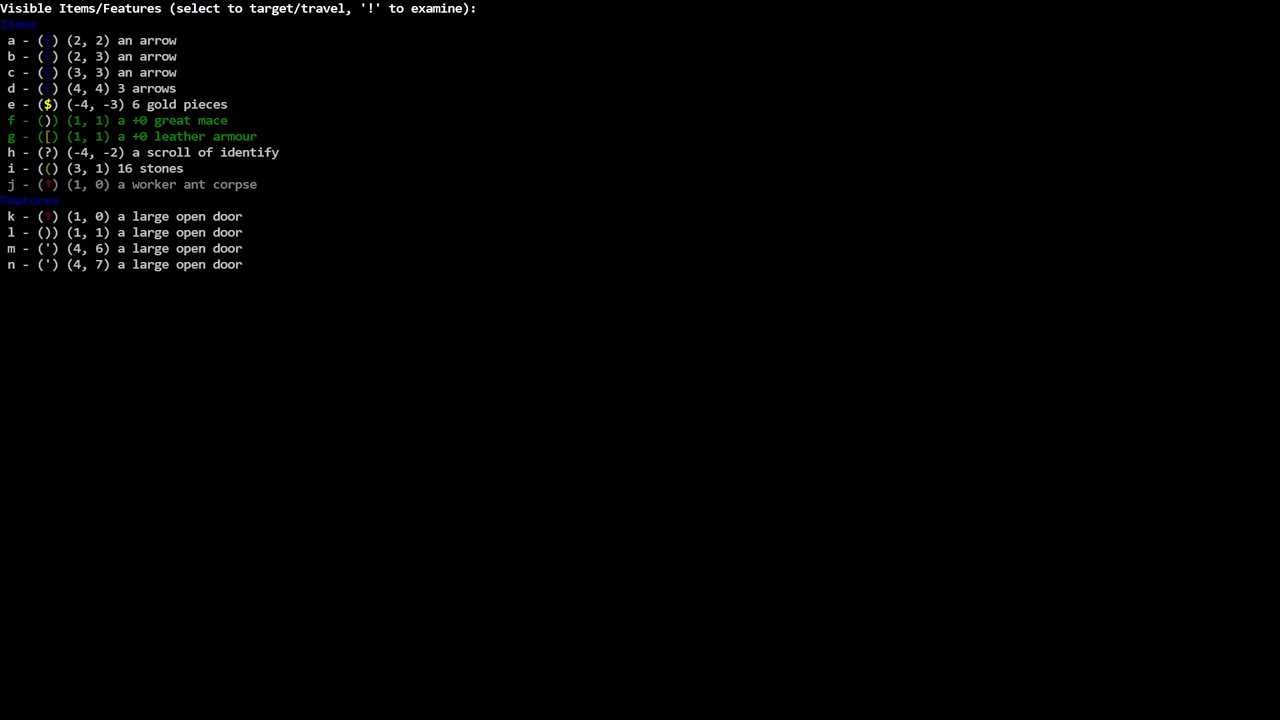 Visible Items/Features (select to target/travel, '!' to examine):
Items
a - (() (2, 2) an arrow
b - (() (2, 3) an arrow
c - (() (3, 3) an arrow
d - (() (4, 4) 3 arrows
e - ($) (-4, -3) 6 gold pieces
f - ()) (1, 1) a +0 great mace
g - ([) (1, 1) a +0 leather armour
h - (?) (-4, -2) a scroll of identify
i - (() (3, 1) 16 stones
j - (†) (1, 0) a worker ant corpse
Features
k - (†) (1, 0) a large open door
l - ()) (1, 1) a large open door
m - (') (4, 6) a large open door
n - (') (4, 7) a large open door